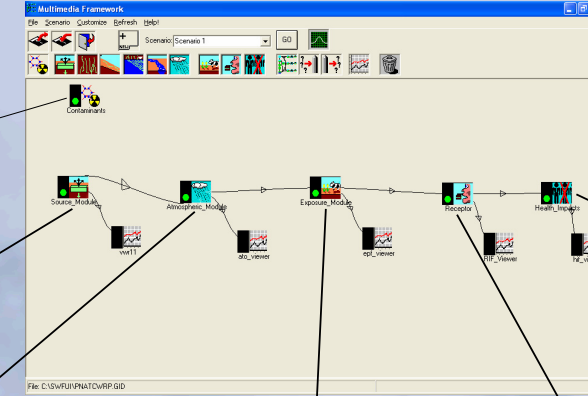 Multimedia Framework
File Scenario Customize Refresh Help!
NEW
Scenario: Scenario 1 GO
Contaminants
Source_Module
Atmospheric_Module
Exposure_Module
Receptor
Health_Impacts
vwr11
ato_viewer
ept_viewer
RIF_Viewer
File: C:\SWFUI\PNATCWRP.GID